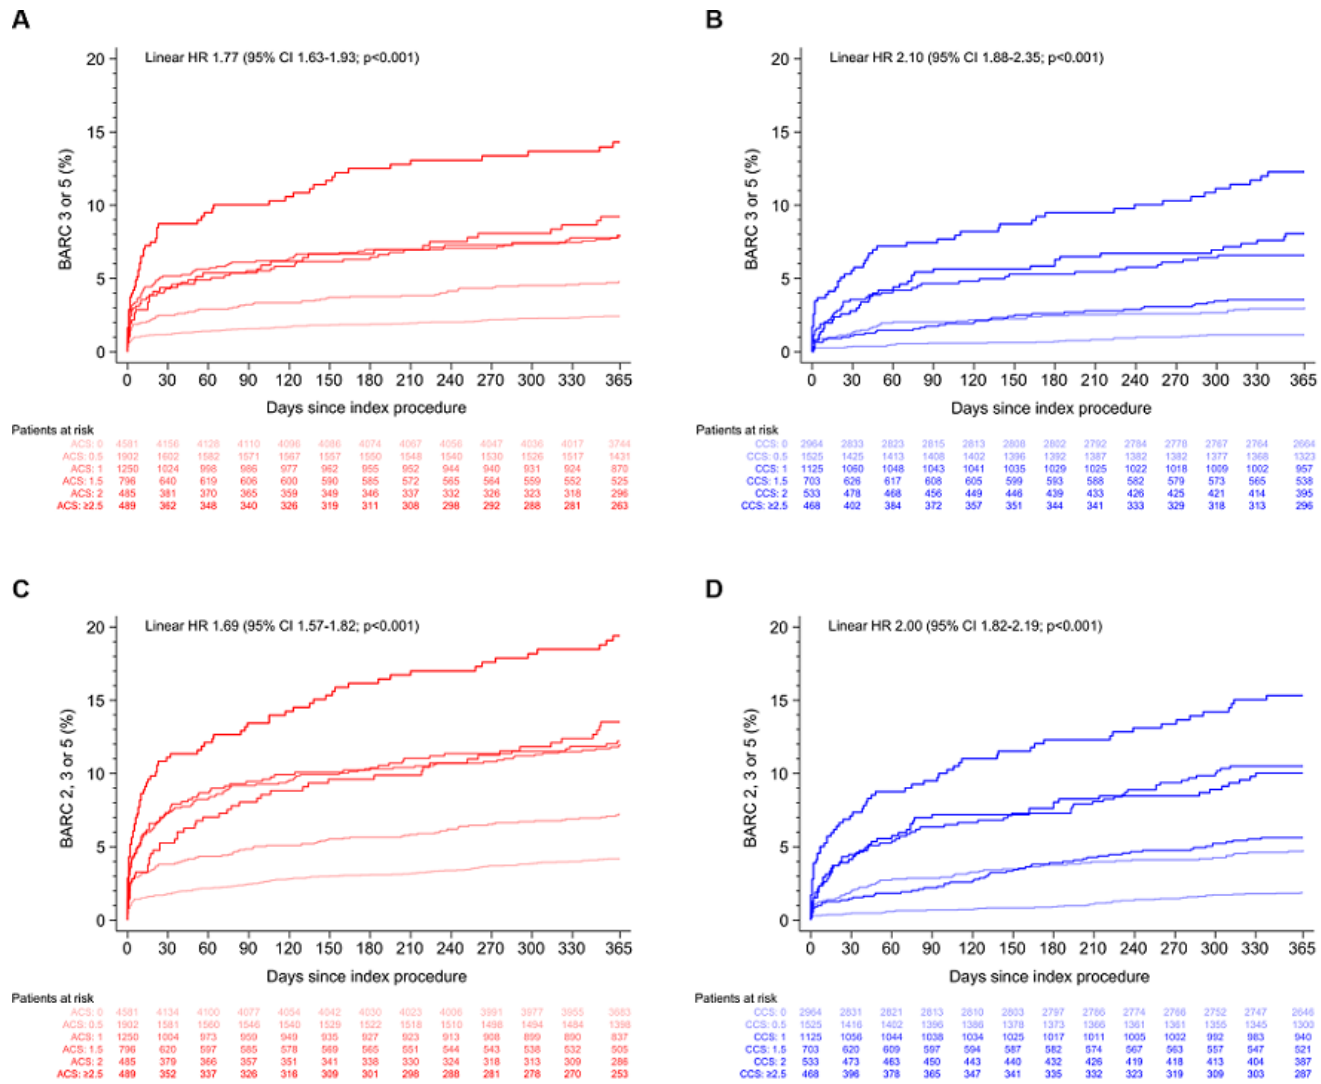 A
Linear HR 1.77 (95% CI 1.63-1.93; p<0.001)
BARC 3 or 5 (%)
20
15
10
5
0
0 30 60 90 120 150 180 210 240 270 300 330 365
Days since index procedure
Patients at risk
ACS: 0 4581 4156 4128 4110 4096 4086 4074 4067 4056 4047 4036 4017 3744
ACS: 0.5 1902 1602 1582 1571 1567 1557 1550 1548 1540 1530 1526 1517 1431
ACS: 1 1250 1024 998 986 977 962 955 952 944 940 931 924 870
ACS: 1.5 796 640 619 606 600 590 585 572 565 564 559 552 525
ACS: 2 485 381 370 365 359 349 346 337 332 326 323 318 296
ACS: ≥2.5 489 362 348 340 326 319 311 308 298 292 288 281 263
B
Linear HR 2.10 (95% CI 1.88-2.35; p<0.001)
BARC 3 or 5 (%)
20
15
10
5
0
0 30 60 90 120 150 180 210 240 270 300 330 365
Days since index procedure
Patients at risk
CCS: 0 2964 2833 2823 2815 2813 2808 2802 2792 2784 2778 2767 2764 2664
CCS: 0.5 1525 1425 1413 1408 1402 1396 1392 1387 1382 1382 1377 1368 1323
CCS: 1 1125 1060 1048 1043 1041 1035 1029 1025 1022 1018 1009 1002 957
CCS: 1.5 703 626 617 608 605 599 593 588 582 579 573 565 538
CCS: 2 533 478 468 456 449 446 439 433 426 425 421 414 395
CCS: ≥2.5 468 402 384 372 357 351 344 341 333 329 318 313 296
C
Linear HR 1.69 (95% CI 1.57-1.82; p<0.001)
BARC 2, 3 or 5 (%)
20
15
10
5
0
0 30 60 90 120 150 180 210 240 270 300 330 365
Days since index procedure
Patients at risk
ACS: 0 4581 4134 4100 4077 4054 4042 4030 4023 4006 3991 3977 3955 3683
ACS: 0.5 1902 1581 1560 1546 1540 1529 1522 1518 1510 1498 1494 1484 1398
ACS: 1 1250 1004 973 959 949 935 927 923 913 908 899 890 837
ACS: 1.5 796 620 597 585 578 569 565 551 544 543 538 532 505
ACS: 2 485 379 366 357 351 341 338 330 324 318 313 309 286
ACS: ≥2.5 489 352 337 326 316 309 301 298 288 281 278 270 253
D
Linear HR 2.00 (95% CI 1.82-2.19; p<0.001)
BARC 2, 3 or 5 (%)
20
15
10
5
0
0 30 60 90 120 150 180 210 240 270 300 330 365
Days since index procedure
Patients at risk
CCS: 0 2964 2831 2821 2813 2810 2803 2797 2786 2774 2766 2752 2747 2646
CCS: 0.5 1525 1416 1402 1396 1386 1378 1373 1366 1361 1361 1355 1345 1300
CCS: 1 1125 1056 1044 1038 1034 1025 1017 1011 1005 1002 992 983 940
CCS: 1.5 703 620 609 597 594 587 582 574 567 563 557 547 521
CCS: 2 533 473 463 450 443 440 432 426 419 418 413 404 387
CCS: ≥2.5 468 396 378 365 347 341 335 332 323 319 309 303 287